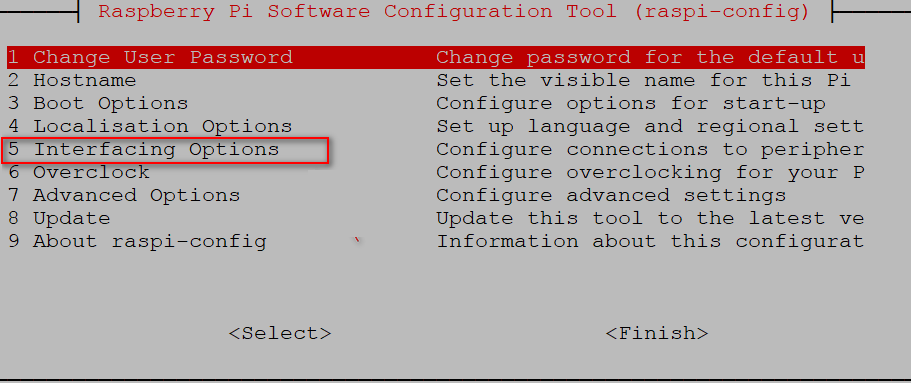 Raspberry Pi Software Configuration Tool (raspi-config)
1 Change User Password Change password for the default u
2 Hostname Set the visible name for this Pi
3 Boot Options Configure options for start-up
4 Localisation Options Set up language and regional sett
5 Interfacing Options Configure connections to peripher
6 Overclock Configure overclocking for your P
7 Advanced Options Configure advanced settings
8 Update Update this tool to the latest ve
9 About raspi-config ` Information about this configurat
<Select> <Finish>